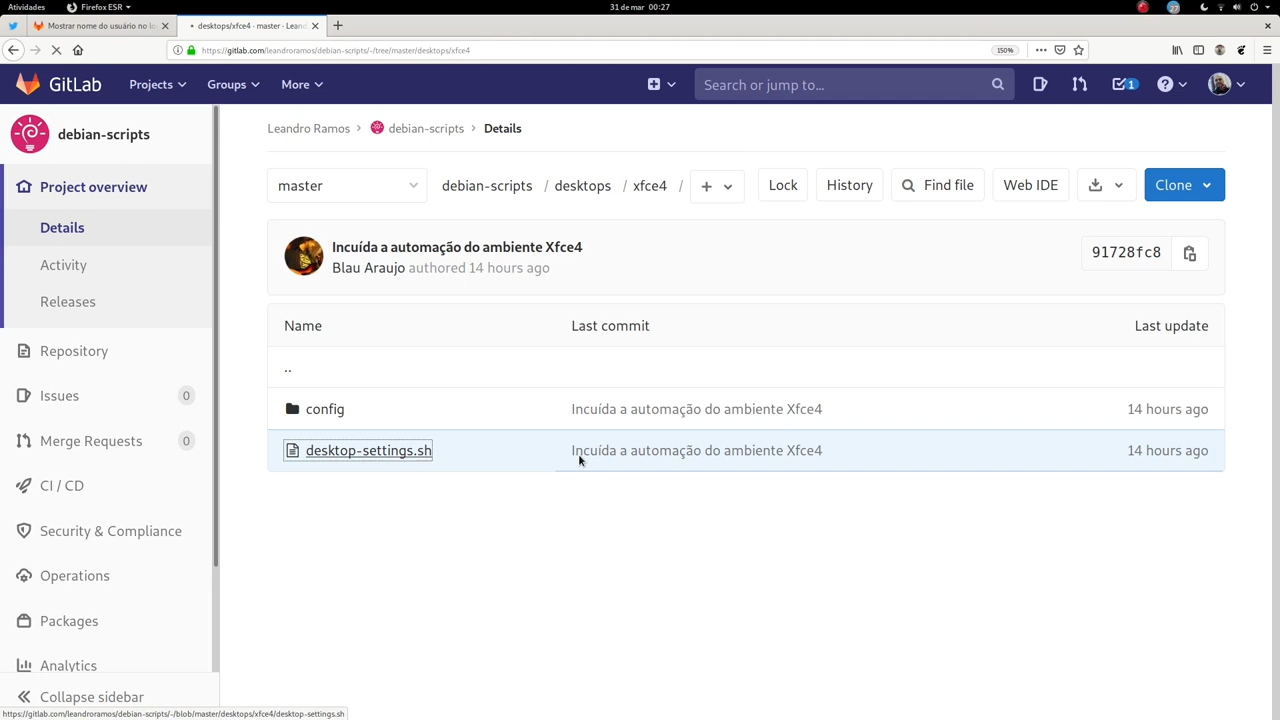 Atividades
Firefox ESR
31 de mar 00:27
27
Mostrar nome do usuário no lo
desktops/xfce4 · master · Lean
https://gitlab.com/leandroramos/debian-scripts/-/tree/master/desktops/xfce4
150%
GitLab
Projects
Groups
More
Search or jump to...
1
debian-scripts
Project overview
Details
Activity
Releases
Repository
Issues
0
Merge Requests
0
CI / CD
Security & Compliance
Operations
Packages
Analytics
Collapse sidebar
Leandro Ramos > debian-scripts > Details
master
debian-scripts / desktops / xfce4 / +
Lock
History
Find file
Web IDE
Clone
Incuída a automação do ambiente Xfce4
Blau Araujo authored 14 hours ago
91728fc8
Name Last commit Last update
..
config Incuída a automação do ambiente Xfce4 14 hours ago
desktop-settings.sh Incuída a automação do ambiente Xfce4 14 hours ago
https://gitlab.com/leandroramos/debian-scripts/-/blob/master/desktops/xfce4/desktop-settings.sh